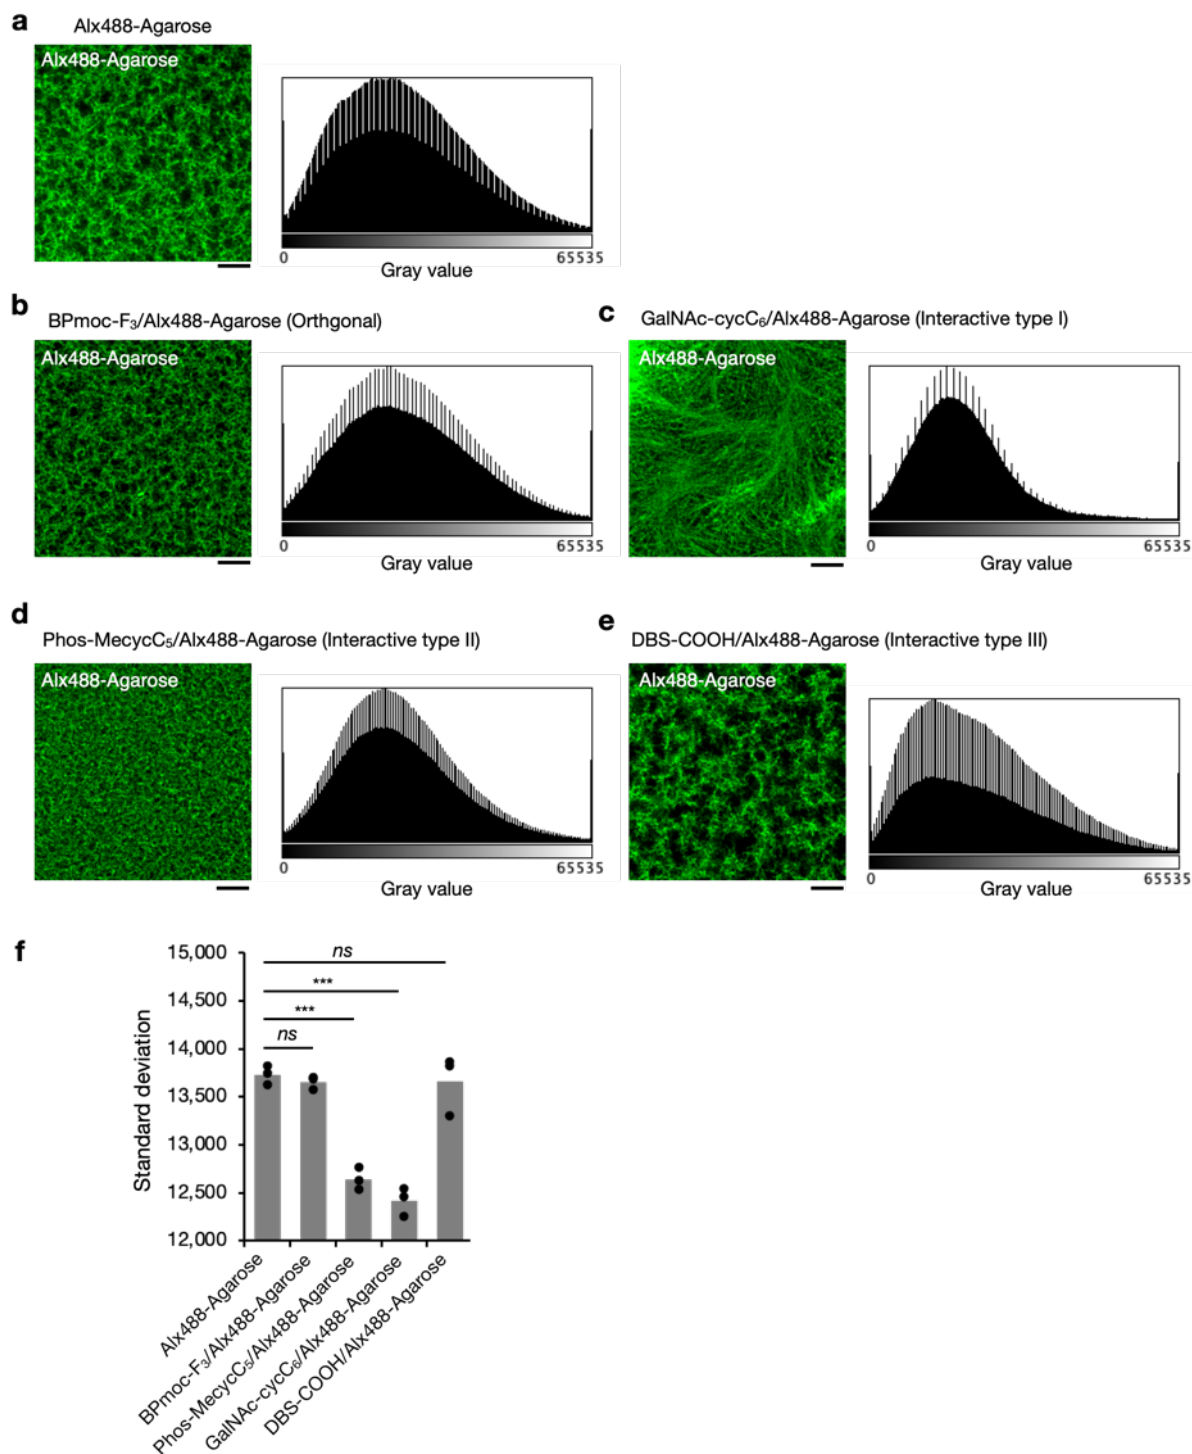 a
Alx488-Agarose
Alx488-Agarose
0
65535
Gray value
b
BPmoc-F₃/Alx488-Agarose (Orthgonal)
Alx488-Agarose
0
65535
Gray value
c
GalNAc-cycC₆/Alx488-Agarose (Interactive type I)
Alx488-Agarose
0
65535
Gray value
d
Phos-MecycC₅/Alx488-Agarose (Interactive type II)
Alx488-Agarose
0
65535
Gray value
e
DBS-COOH/Alx488-Agarose (Interactive type III)
Alx488-Agarose
0
65535
Gray value
f
Standard deviation
15,000
14,500
14,000
13,500
13,000
12,500
12,000
ns
***
***
ns
Alx488-Agarose
BPmoc-F₃/Alx488-Agarose
Phos-MecycC₅/Alx488-Agarose
GalNAc-cycC₆/Alx488-Agarose
DBS-COOH/Alx488-Agarose